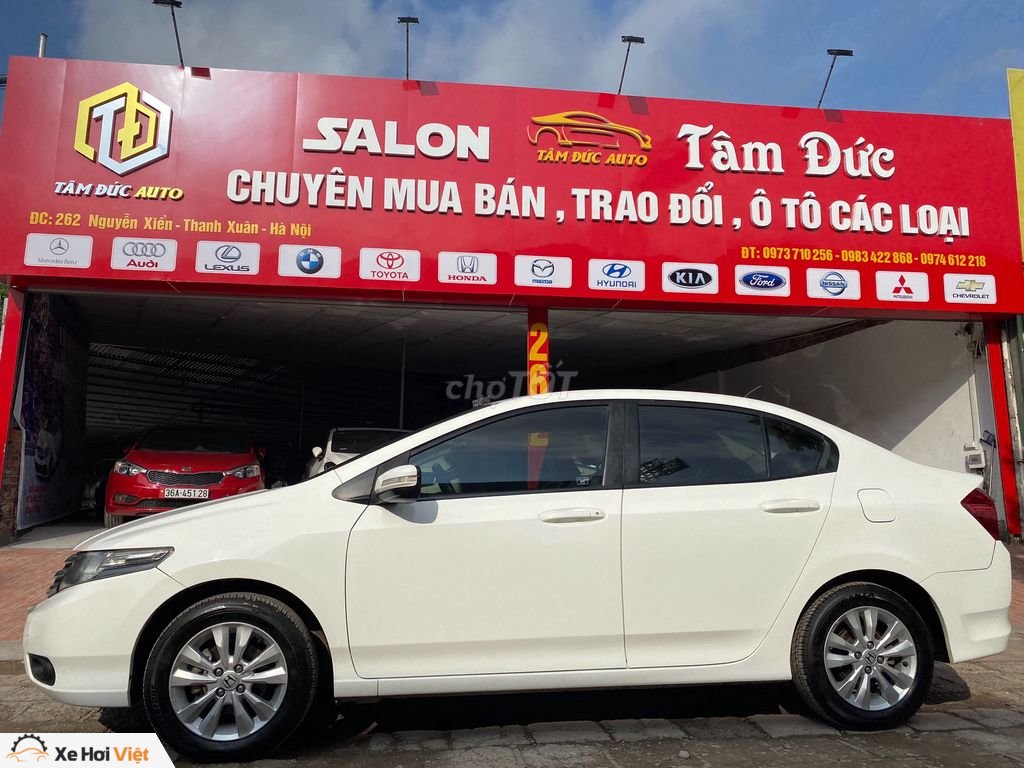 TÂM ĐỨC AUTO
SALON
TÂM ĐỨC AUTO
Tâm Đức
CHUYÊN MUA BÁN , TRAO ĐỔI , Ô TÔ CÁC LOẠI
ĐC: 262 Nguyễn Xiển - Thanh Xuân - Hà Nội
ĐT: 0973 710 256 - 0983 422 868 - 0974 612 218
Mercedes-Benz
Audi
LEXUS
BMW
TOYOTA
HONDA
mazda
HYUNDAI
KIA
Ford
NISSAN
MITSUBISHI
CHEVROLET
26
chợTỐT
36A-451.28
Xe Hơi Việt